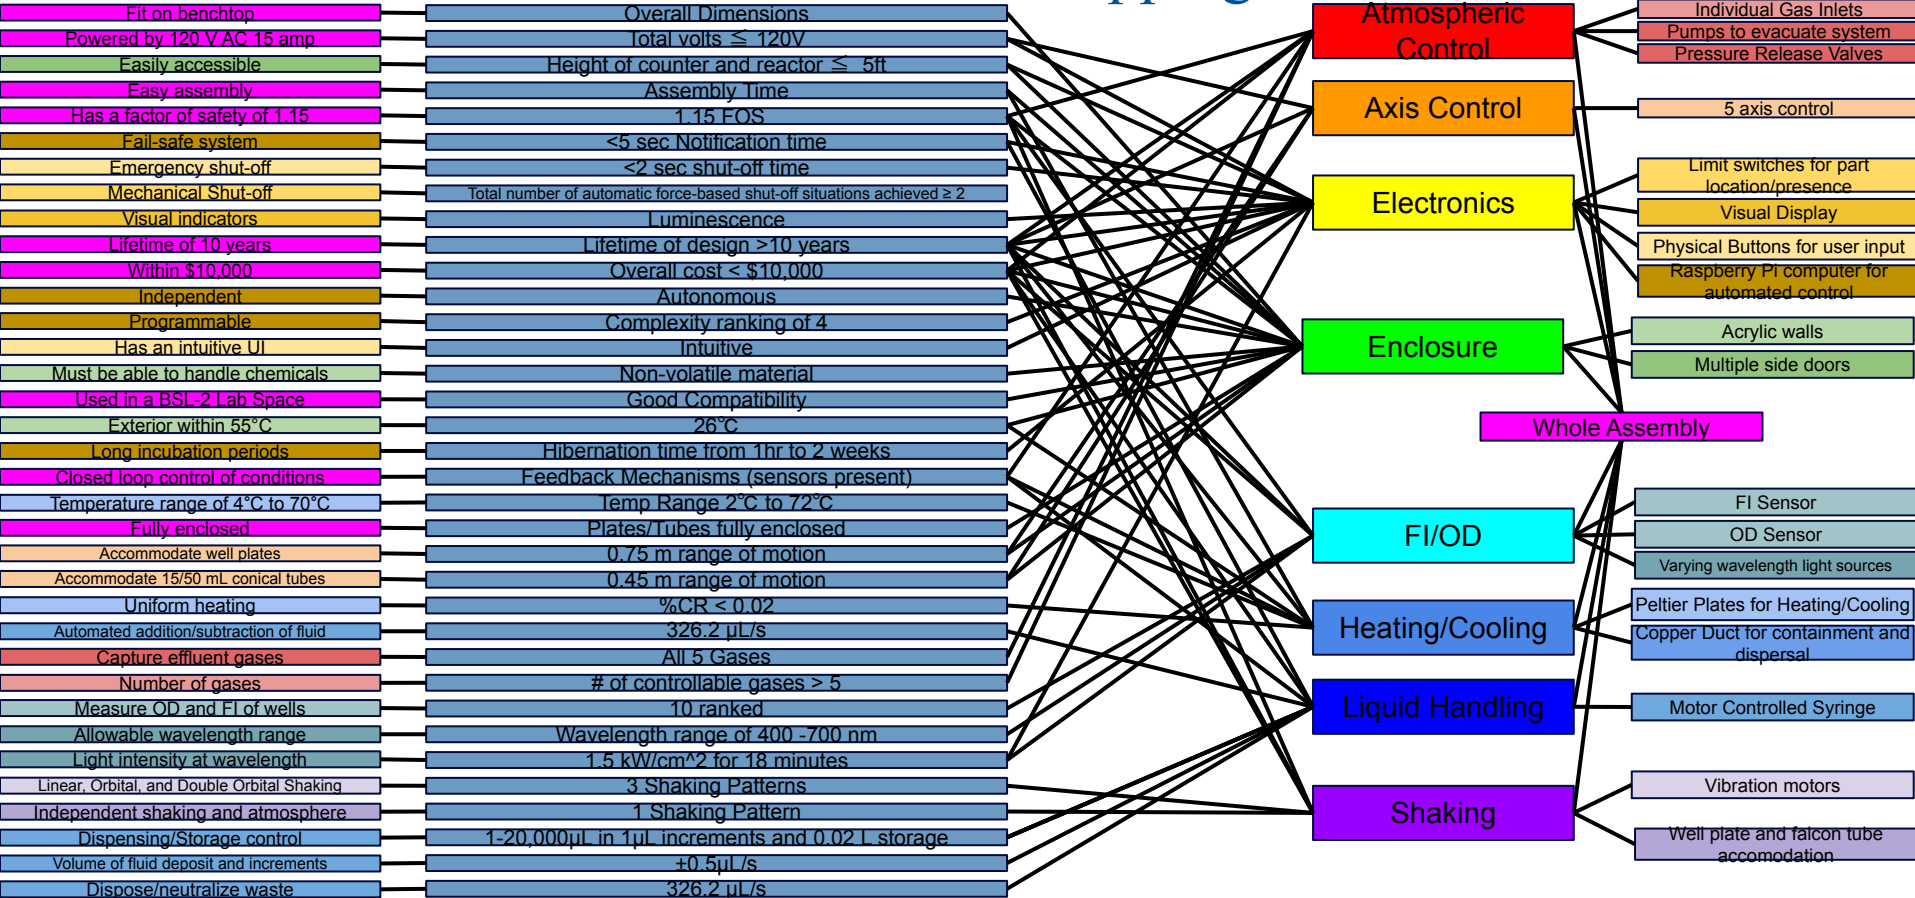 pping
Fit on benchtop
Overall Dimensions
Powered by 120 V AC 15 amp
Total volts ≦ 120V
Easily accessible
Height of counter and reactor ≦ 5ft
Easy assembly
Assembly Time
Has a factor of safety of 1.15
1.15 FOS
Fail-safe system
<5 sec Notification time
Emergency shut-off
<2 sec shut-off time
Mechanical Shut-off
Total number of automatic force-based shut-off situations achieved ≥ 2
Visual indicators
Luminescence
Lifetime of 10 years
Lifetime of design >10 years
Within $10,000
Overall cost < $10,000
Independent
Autonomous
Programmable
Complexity ranking of 4
Has an intuitive UI
Intuitive
Must be able to handle chemicals
Non-volatile material
Used in a BSL-2 Lab Space
Good Compatibility
Exterior within 55°C
26°C
Long incubation periods
Hibernation time from 1hr to 2 weeks
Closed loop control of conditions
Feedback Mechanisms (sensors present)
Temperature range of 4°C to 70°C
Temp Range 2°C to 72°C
Fully enclosed
Plates/Tubes fully enclosed
Accommodate well plates
0.75 m range of motion
Accommodate 15/50 mL conical tubes
0.45 m range of motion
Uniform heating
%CR < 0.02
Automated addition/subtraction of fluid
326.2 µL/s
Capture effluent gases
All 5 Gases
Number of gases
# of controllable gases > 5
Measure OD and FI of wells
10 ranked
Allowable wavelength range
Wavelength range of 400 -700 nm
Light intensity at wavelength
1.5 kW/cm^2 for 18 minutes
Linear, Orbital, and Double Orbital Shaking
3 Shaking Patterns
Independent shaking and atmosphere
1 Shaking Pattern
Dispensing/Storage control
1-20,000µL in 1µL increments and 0.02 L storage
Volume of fluid deposit and increments
±0.5µL/s
Dispose/neutralize waste
326.2 µL/s
Atmospheric
Control
Axis Control
Electronics
Enclosure
Whole Assembly
FI/OD
Heating/Cooling
Liquid Handling
Shaking
Individual Gas Inlets
Pumps to evacuate system
Pressure Release Valves
5 axis control
Limit switches for part
location/presence
Visual Display
Physical Buttons for user input
Raspberry Pi computer for
automated control
Acrylic walls
Multiple side doors
FI Sensor
OD Sensor
Varying wavelength light sources
Peltier Plates for Heating/Cooling
Copper Duct for containment and
dispersal
Motor Controlled Syringe
Vibration motors
Well plate and falcon tube
accomodation